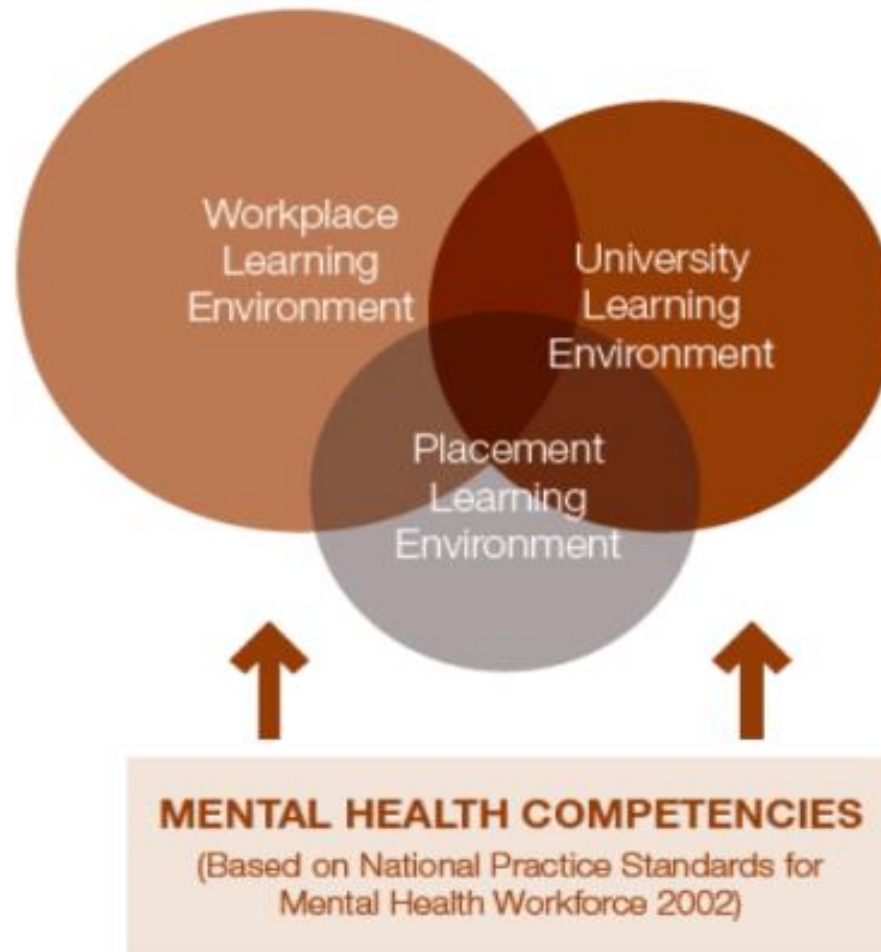 Workplace
Learning
Environment
University
Learning
Environment
Placement
Learning
Environment
MENTAL HEALTH COMPETENCIES
(Based on National Practice Standards for
Mental Health Workforce 2002)